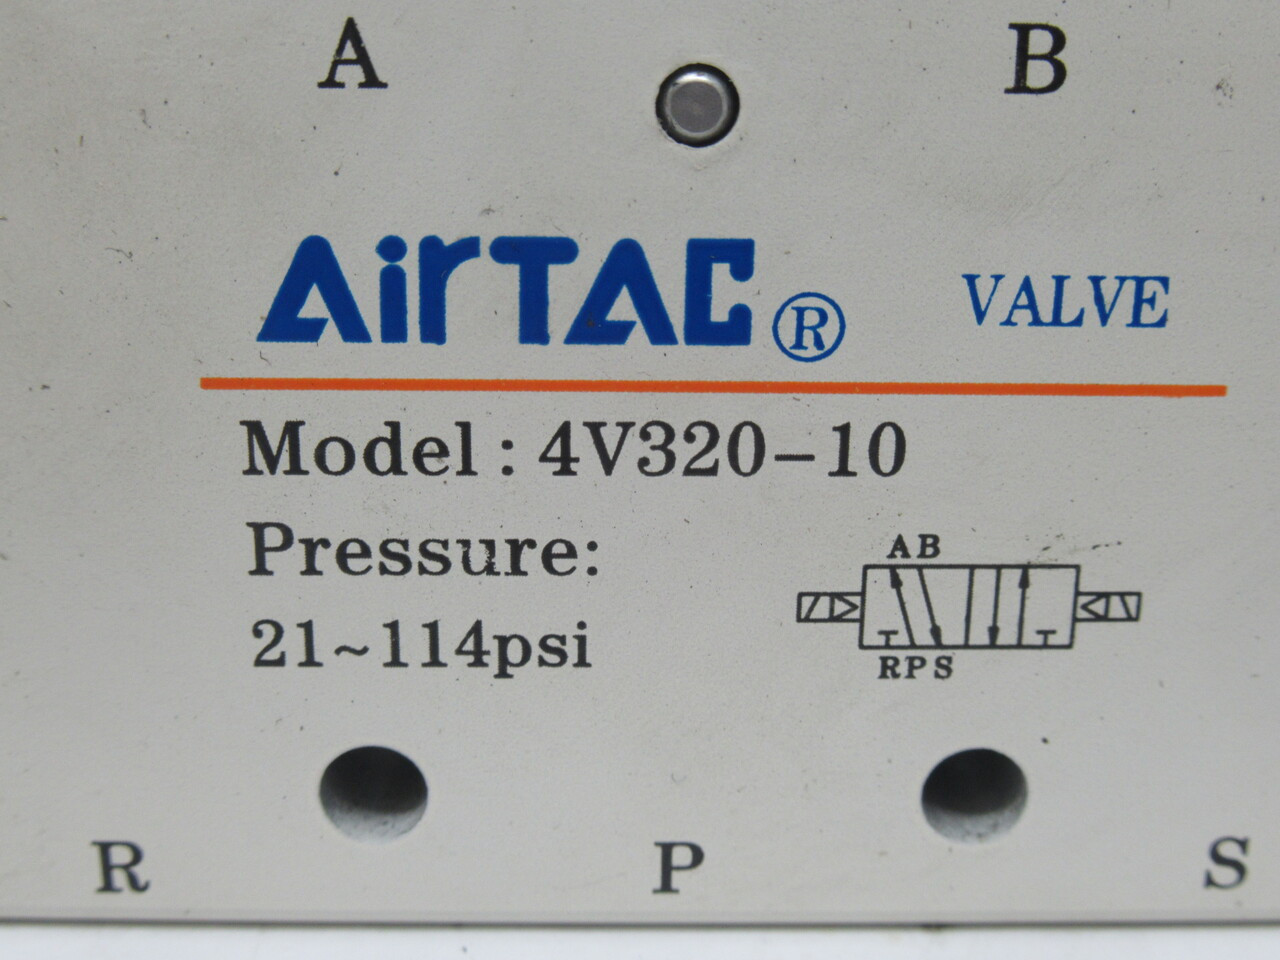 A B
AirTAC® VALVE
Model: 4V320-10
Pressure:
21~114psi
AB
RPS
R P S